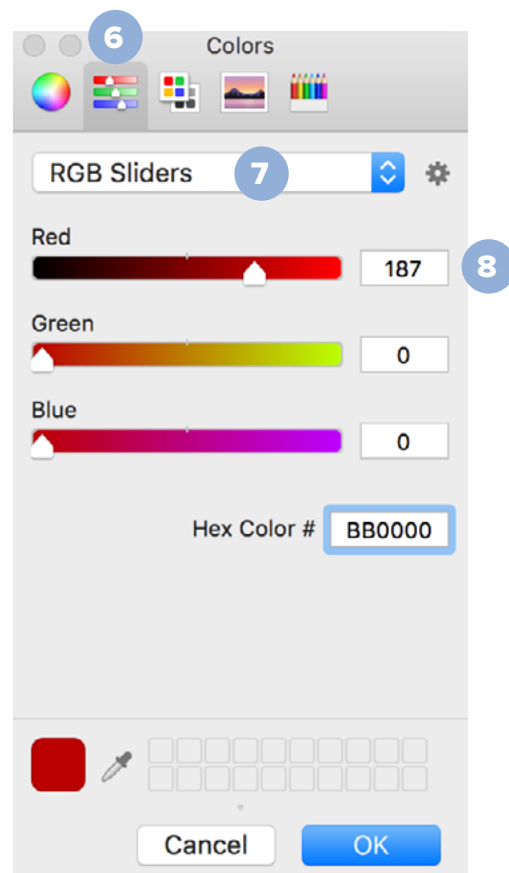 6
Colors
RGB Sliders 7
Red
187 8
Green
0
Blue
0
Hex Color # BB0000
Cancel OK